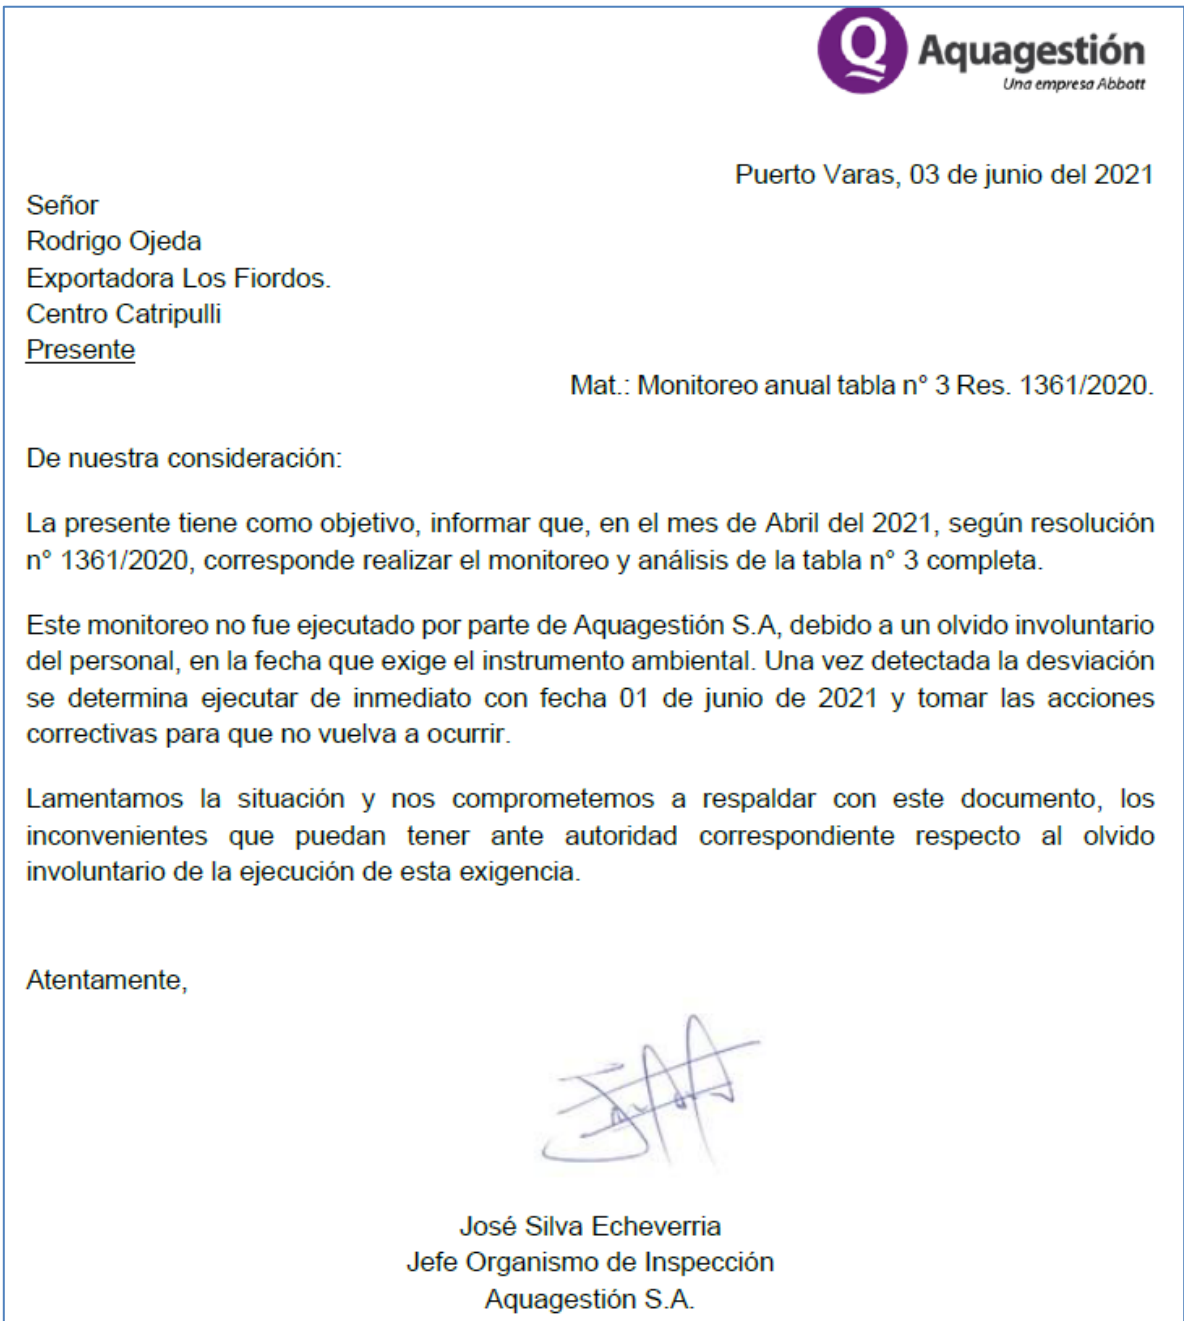 Aquagestión
Una empresa Abbott
Puerto Varas, 03 de junio del 2021
Señor
Rodrigo Ojeda
Exportadora Los Fiordos.
Centro Catripulli
Presente
Mat.: Monitoreo anual tabla n° 3 Res. 1361/2020.
De nuestra consideración:
La presente tiene como objetivo, informar que, en el mes de Abril del 2021, según resolución
n° 1361/2020, corresponde realizar el monitoreo y análisis de la tabla n° 3 completa.
Este monitoreo no fue ejecutado por parte de Aquagestión S.A, debido a un olvido involuntario
del personal, en la fecha que exige el instrumento ambiental. Una vez detectada la desviación
se determina ejecutar de inmediato con fecha 01 de junio de 2021 y tomar las acciones
correctivas para que no vuelva a ocurrir.
Lamentamos la situación y nos comprometemos a respaldar con este documento, los
inconvenientes que puedan tener ante autoridad correspondiente respecto al olvido
involuntario de la ejecución de esta exigencia.
Atentamente,
José Silva Echeverria
Jefe Organismo de Inspección
Aquagestión S.A.